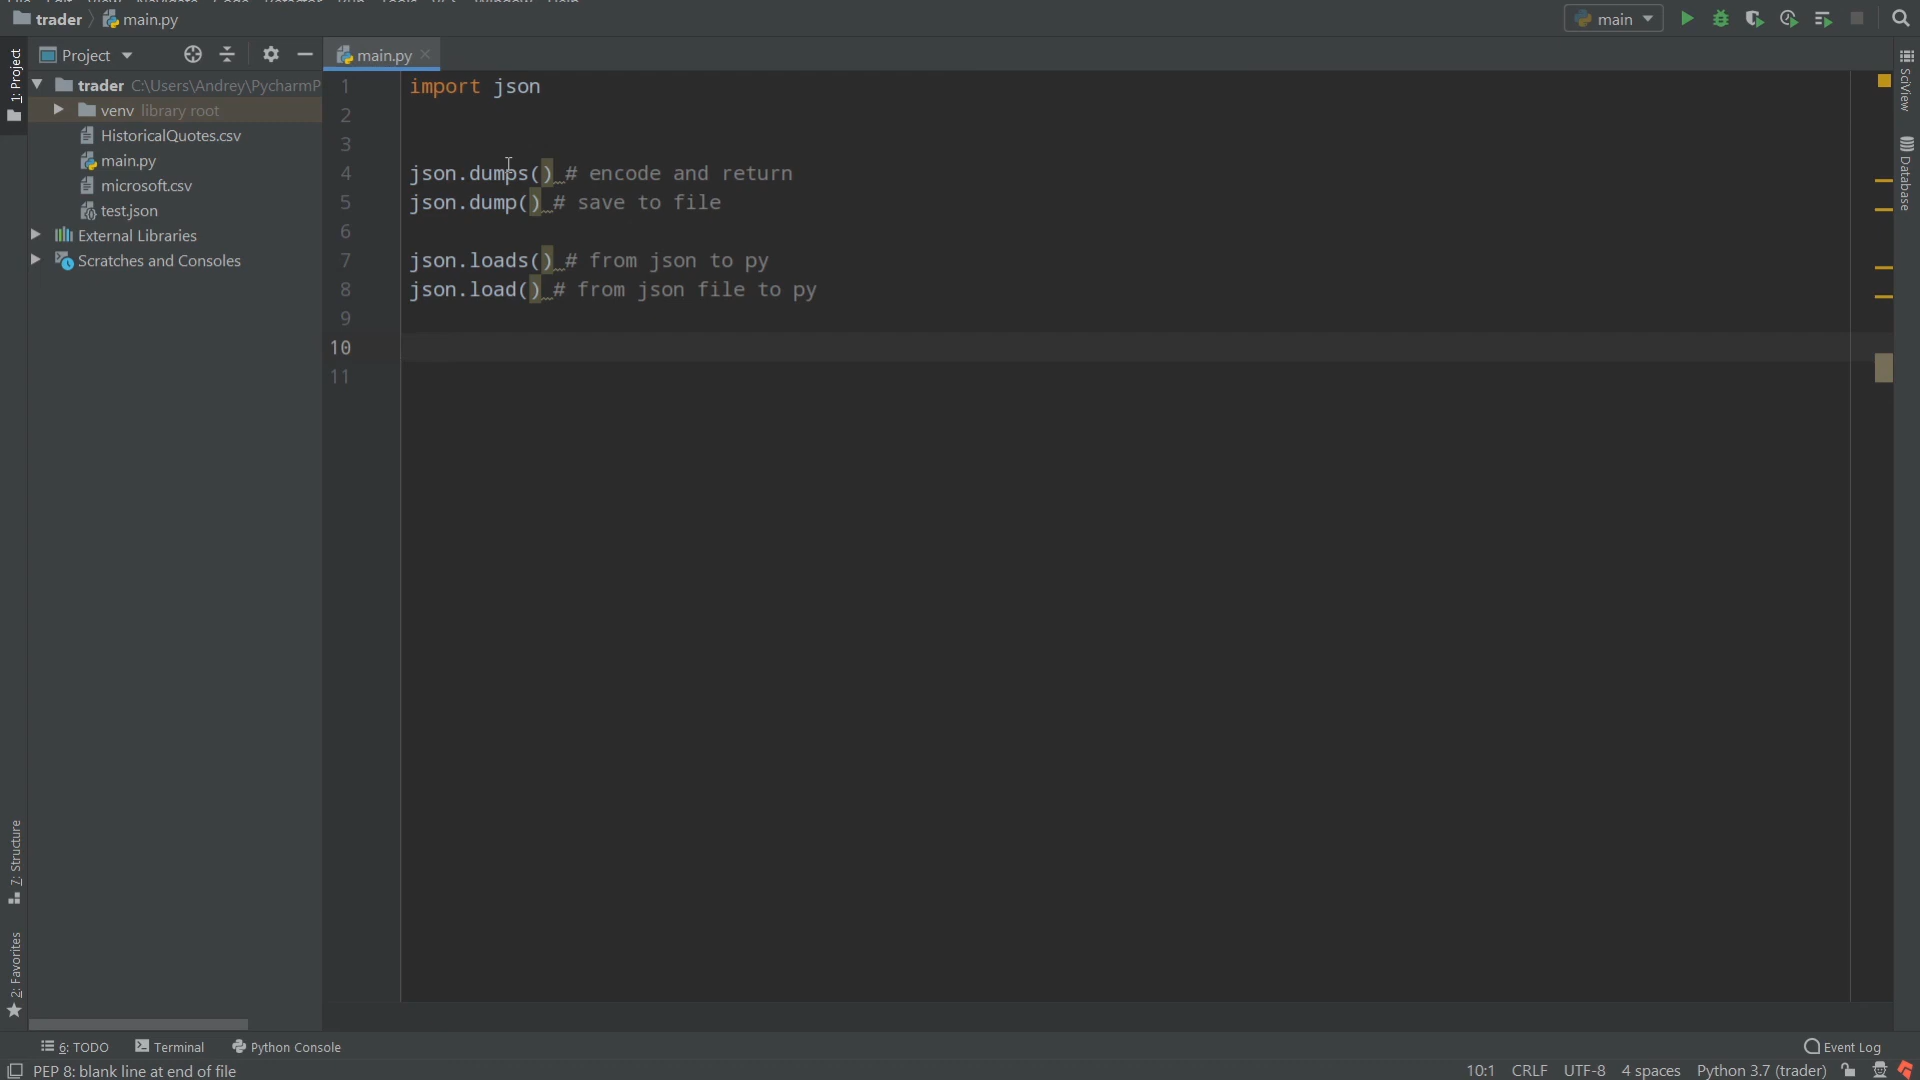 trader main.py
main
1: Project
Project
main.py
trader C:\Users\Andrey\PycharmP
venv library root
HistoricalQuotes.csv
main.py
microsoft.csv
test.json
External Libraries
Scratches and Consoles
1 import json
2
3
4 json.dumps() # encode and return
5 json.dump() # save to file
6
7 json.loads() # from json to py
8 json.load() # from json file to py
9
10
11
SciView
Database
7: Structure
2: Favorites
6: TODO Terminal Python Console Event Log
PEP 8: blank line at end of file 10:1 CRLF UTF-8 4 spaces Python 3.7 (trader)